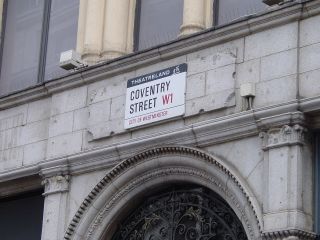 THEATRELAND
COVENTRY
STREET W1
CITY OF WESTMINSTER